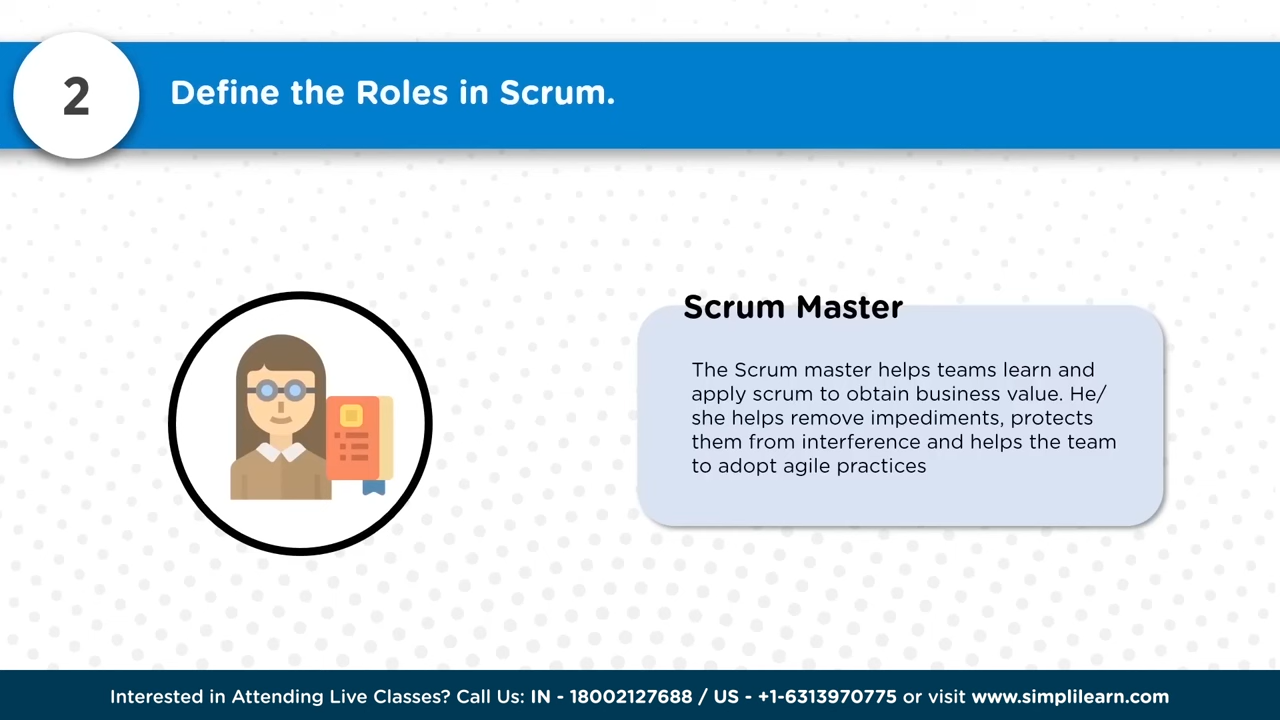 2
Define the Roles in Scrum.
Scrum Master
The Scrum master helps teams learn and
apply scrum to obtain business value. He/
she helps remove impediments, protects
them from interference and helps the team
to adopt agile practices
Interested in Attending Live Classes? Call Us: IN - 18002127688 / US - +1-6313970775 or visit www.simplilearn.com